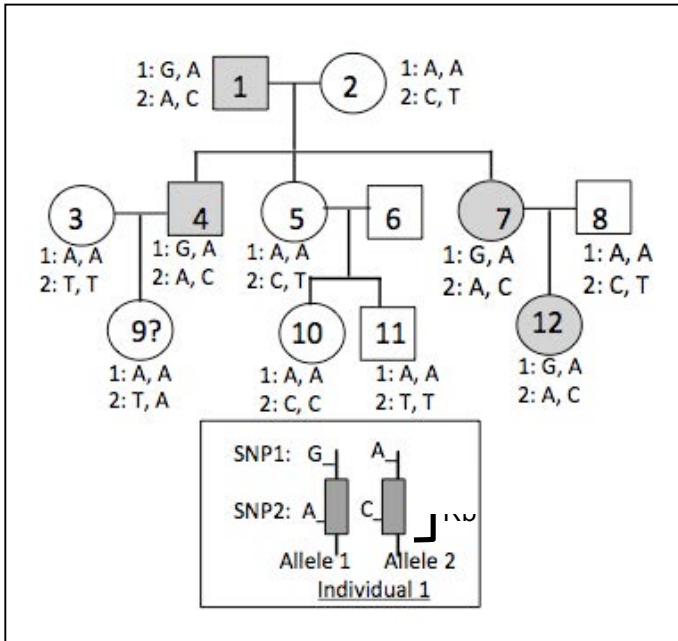 1: G, A
2: A, C
1
2
1: A, A
2: C, T
3
4
5
6
7
8
1: A, A
2: T, T
1: G, A
2: A, C
1: A, A
2: C, T
1: G, A
2: A, C
1: A, A
2: C, T
9?
10
11
12
1: A, A
2: T, A
1: A, A
2: C, C
1: A, A
2: T, T
1: G, A
2: A, C
SNP1: G A
SNP2: A C
Allele 1 Allele 2
Individual 1